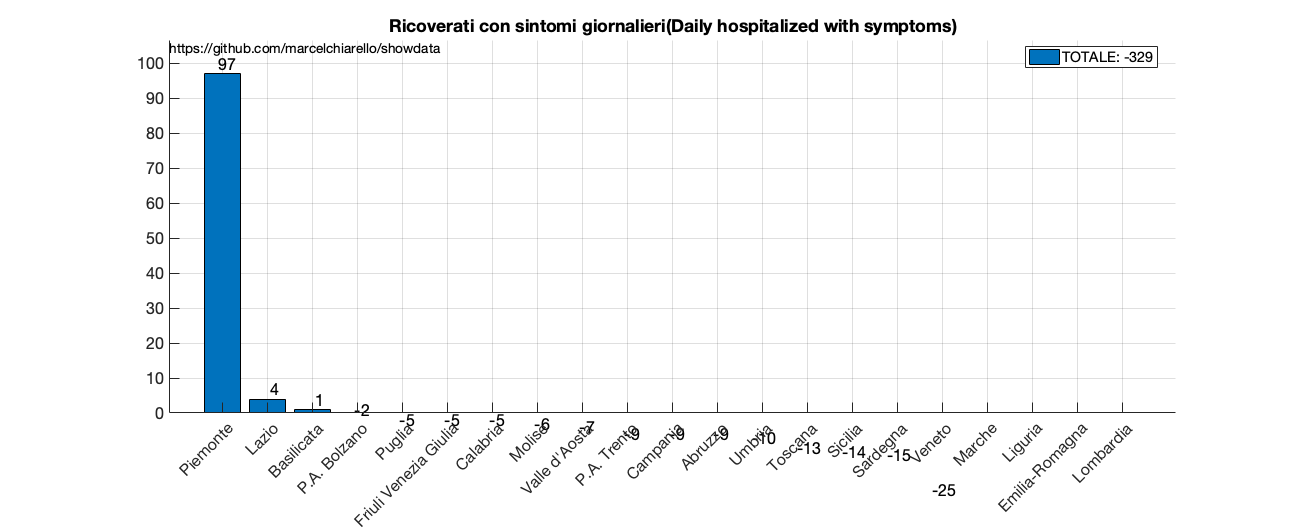 Ricoverati con sintomi giornalieri(Daily hospitalized with symptoms)
https://github.com/marcelchiarello/showdata
TOTALE: -329
100
90
80
70
60
50
40
30
20
10
0
97
4
1
-2
-5
-5
-5
-6
-7
-9
-9
-9
-10
-13
-14
-15
-25
Piemonte
Lazio
Basilicata
P.A. Bolzano
Puglia
Friuli Venezia Giulia
Calabria
Molise
Valle d'Aosta
P.A. Trento
Campania
Abruzzo
Umbria
Toscana
Sicilia
Sardegna
Veneto
Marche
Liguria
Emilia-Romagna
Lombardia